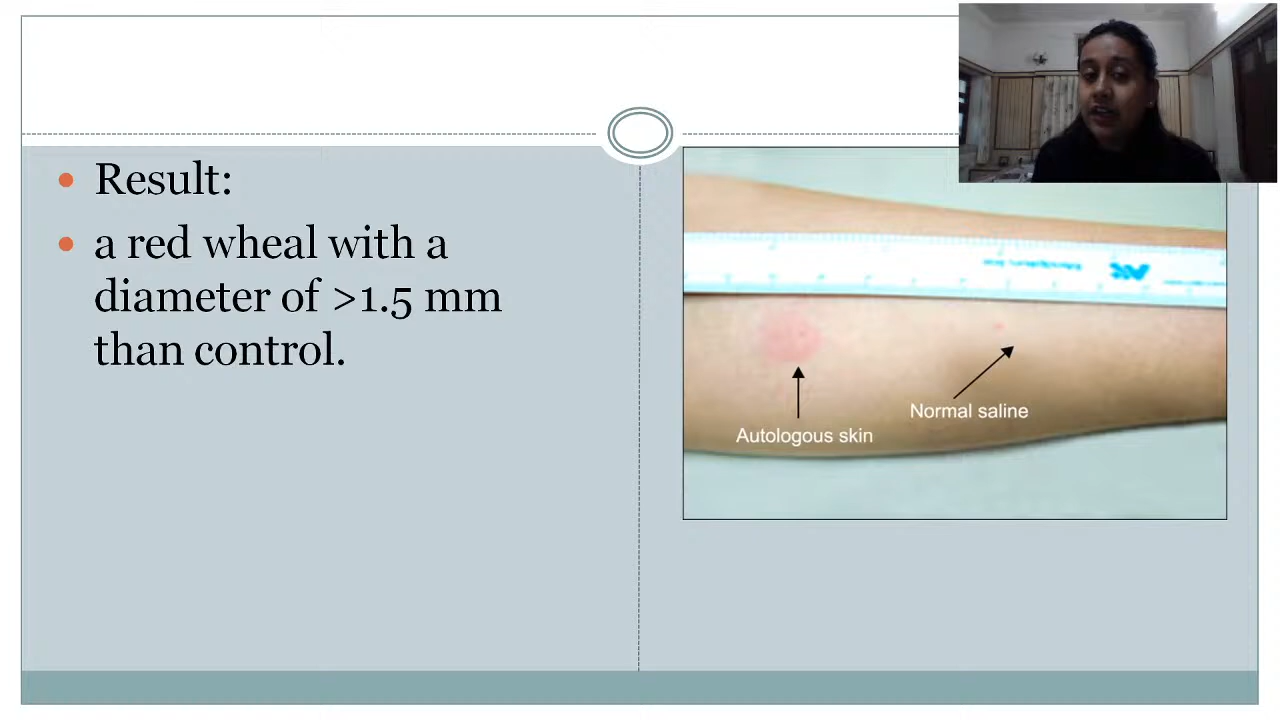 Result:
a red wheal with a
diameter of >1.5 mm
than control.
Normal saline
Autologous skin